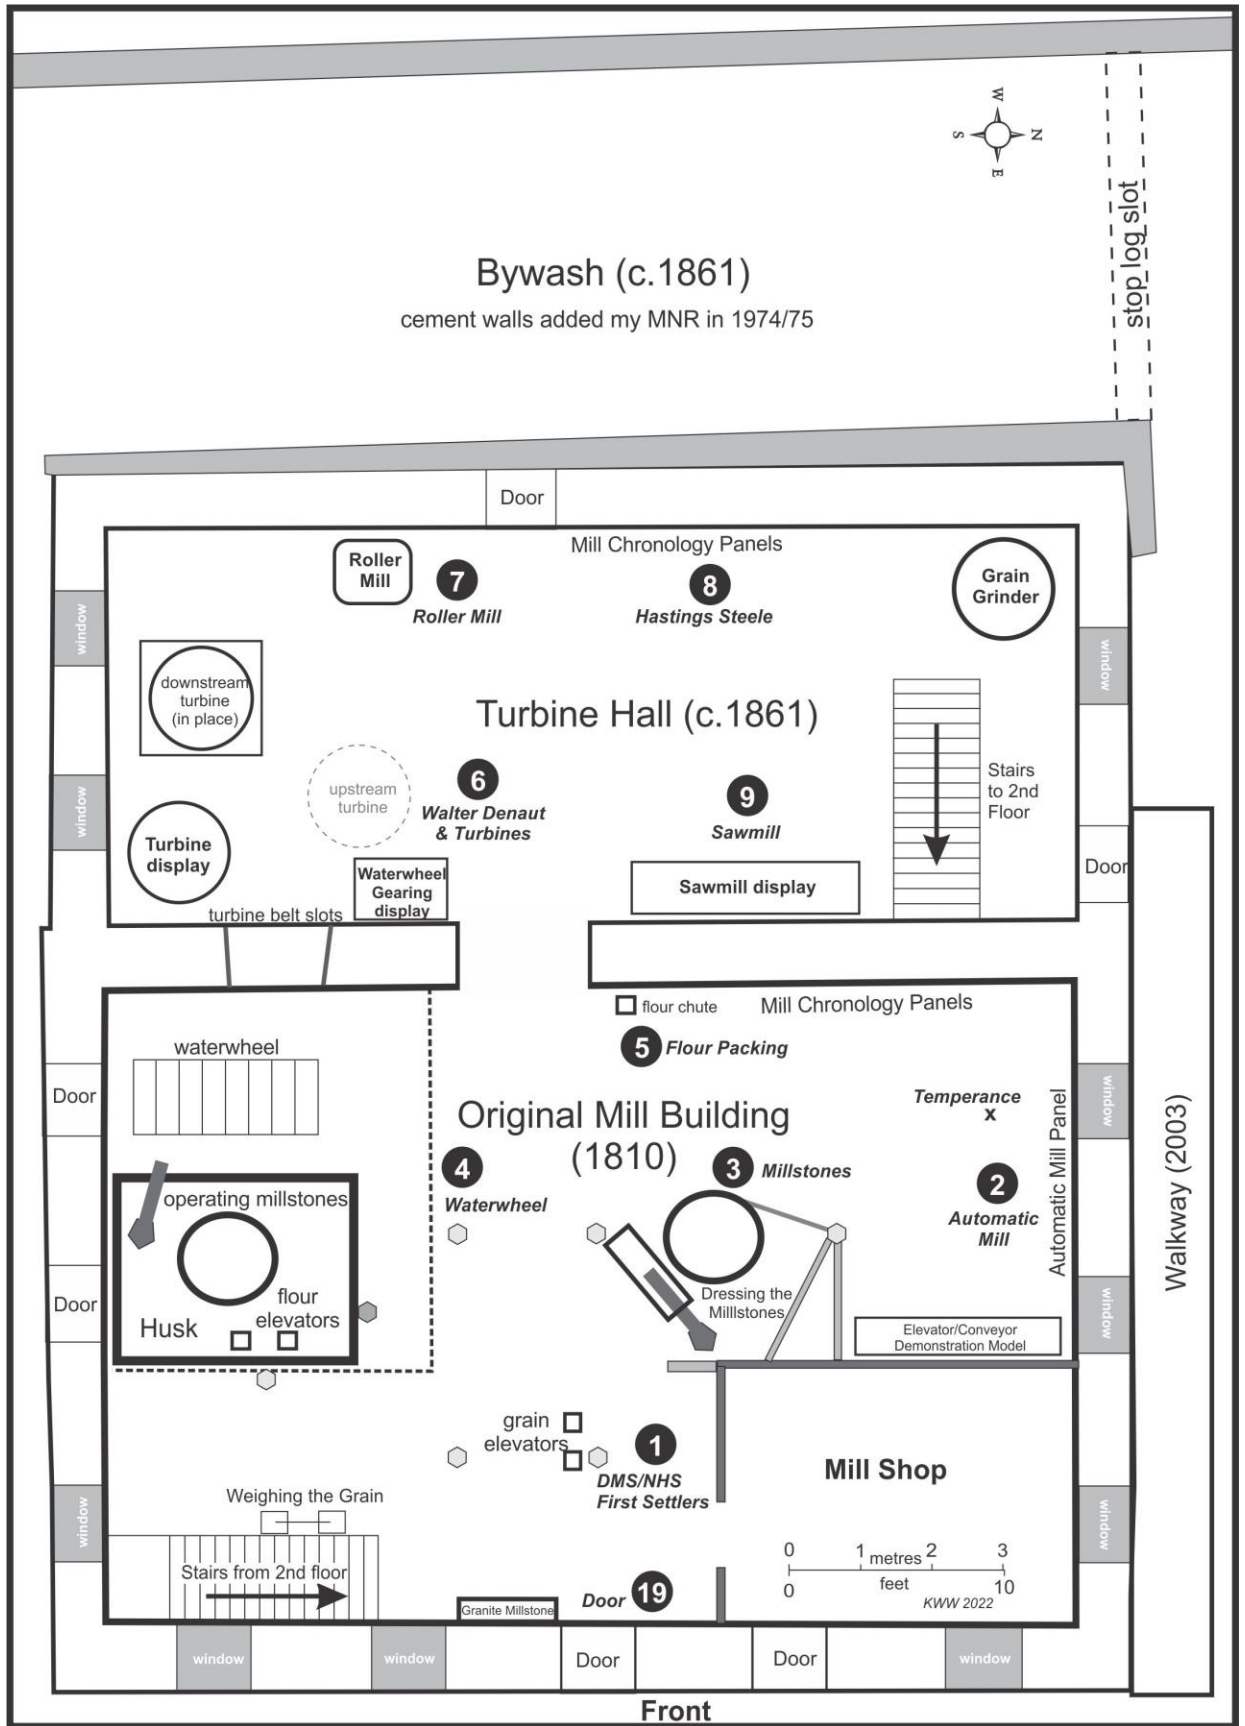 W
S
N
E
stop log slot
Bywash (c.1861)
cement walls added my MNR in 1974/75
Door
Mill Chronology Panels
Roller
Mill
7
Roller Mill
8
Hastings Steele
Grain
Grinder
window
window
downstream
turbine
(in place)
Turbine Hall (c.1861)
upstream
turbine
6
Walter Denaut
& Turbines
9
Sawmill
Stairs
to 2nd
Floor
window
Turbine
display
Waterwheel
Gearing
display
Sawmill display
Door
turbine belt slots
flour chute
Mill Chronology Panels
5
Flour Packing
waterwheel
Door
window
Temperance
x
Original Mill Building
(1810)
4
Waterwheel
3
Millstones
2
Automatic
Mill
Automatic Mill Panel
Walkway (2003)
operating millstones
flour
elevators
Husk
Door
window
Dressing the
Milllstones
Elevator/Conveyor
Demonstration Model
grain
elevators
1
DMS/NHS
First Settlers
Mill Shop
Weighing the Grain
window
window
Stairs from 2nd floor
0 1 metres 2 3
0 feet 10
KWW 2022
Door
19
Granite Millstone
window
window
Door
Door
window
Front